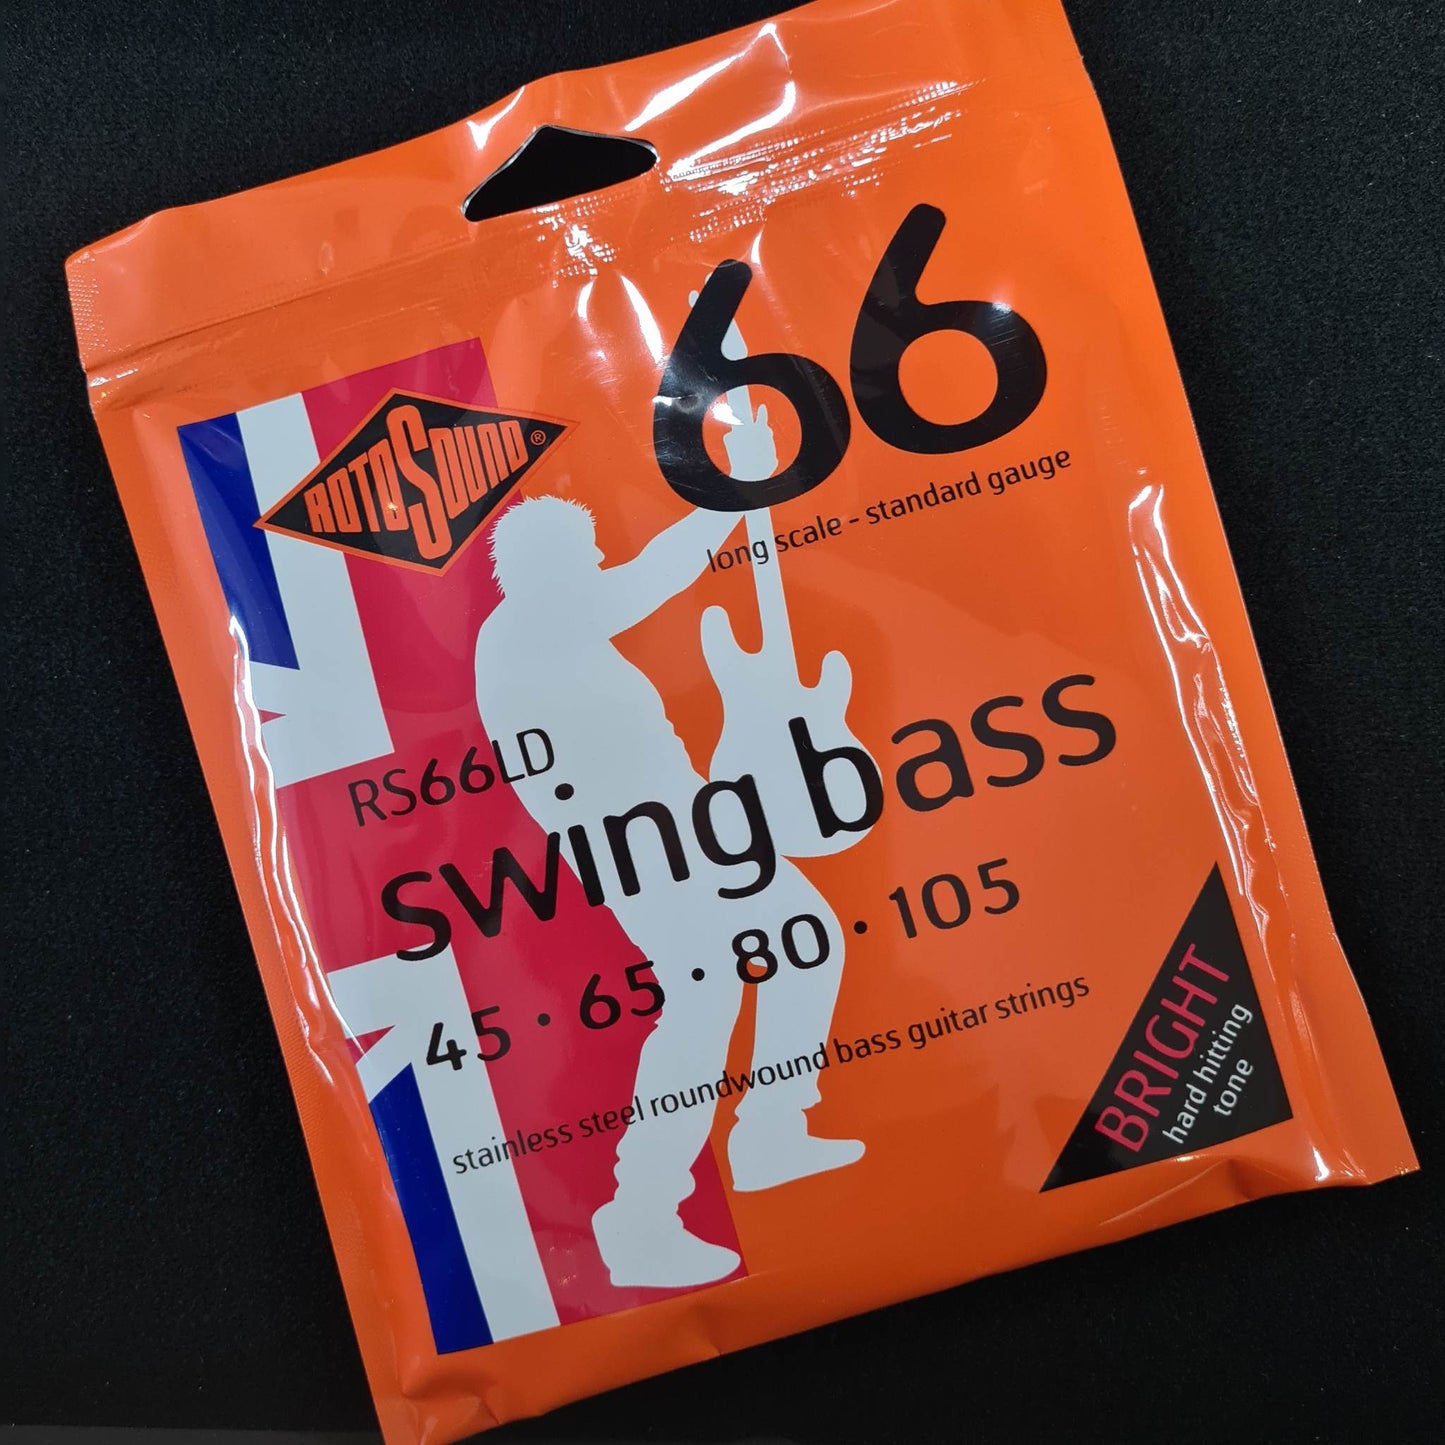 66
long scale - standard gauge
ROTOSOUND®
RS66LD
swing bass
45 · 65 · 80 · 105
stainless steel roundwound bass guitar strings
BRIGHT
hard hitting
tone